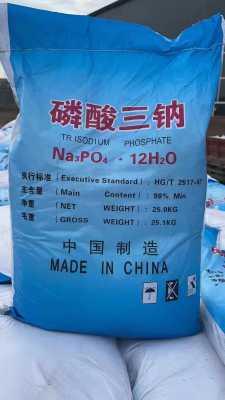 磷酸三钠
TRISODIUM PHOSPHATE
Na₃PO₄ · 12H₂O
执行标准 (Executive Standard): HG/T 2517-
主含量 (Main Content): 98% Min
净重 (NET WEIGHT): 25.0KG
毛重 (GROSS WEIGHT): 25.1KG
中国制造
MADE IN CHINA